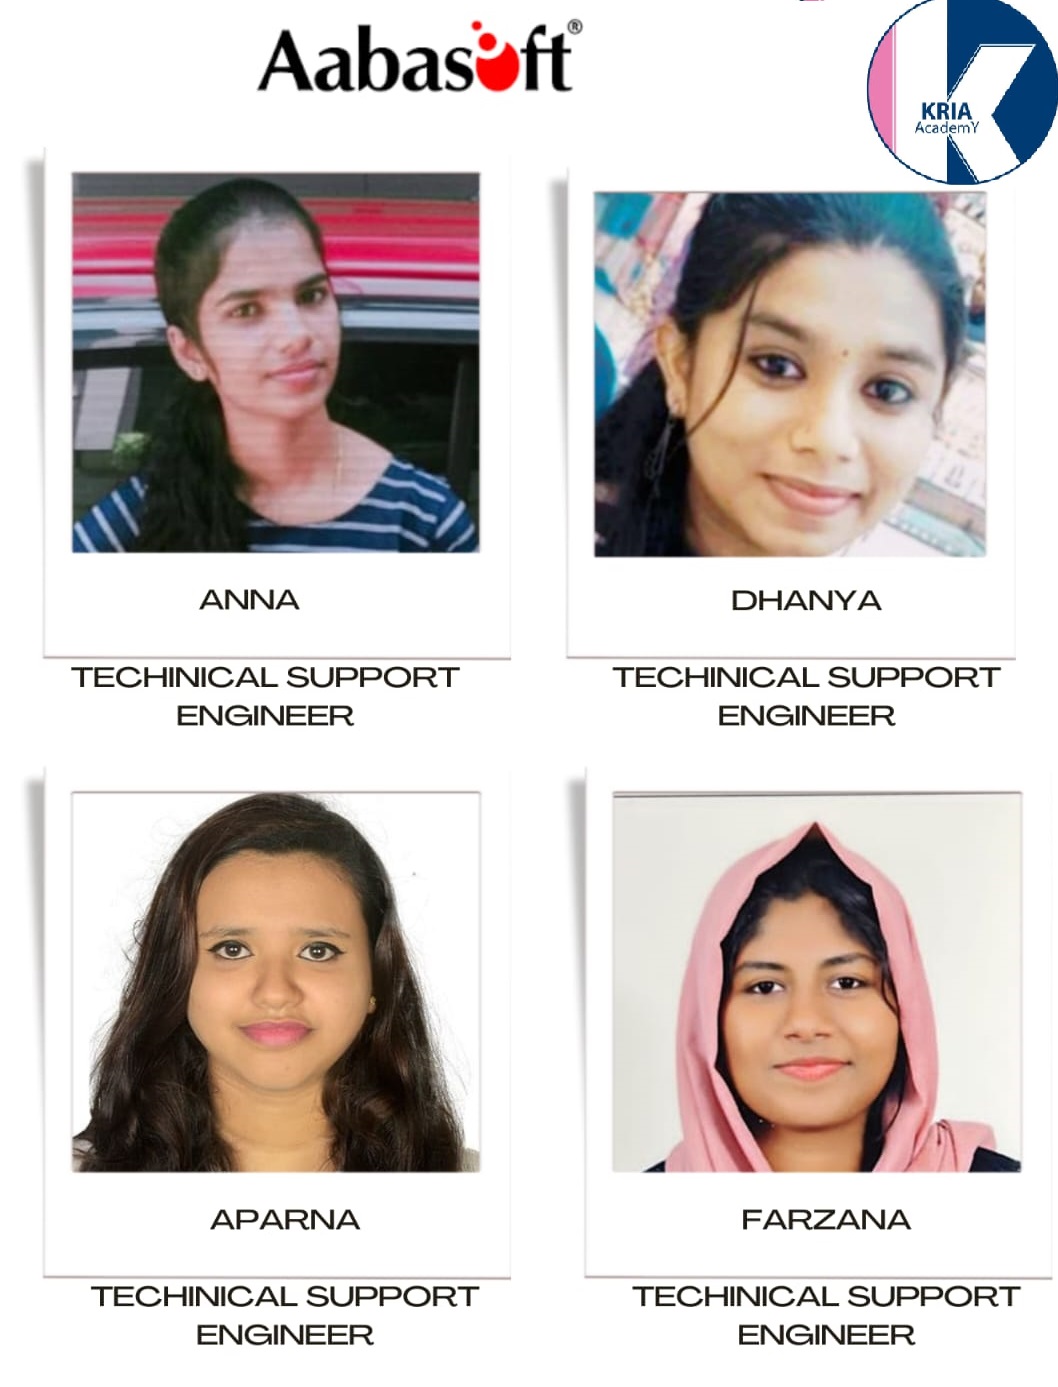 Aabasoft®
KRIA
AcademY
ANNA
TECHINICAL SUPPORT
ENGINEER
DHANYA
TECHINICAL SUPPORT
ENGINEER
APARNA
TECHINICAL SUPPORT
ENGINEER
FARZANA
TECHINICAL SUPPORT
ENGINEER